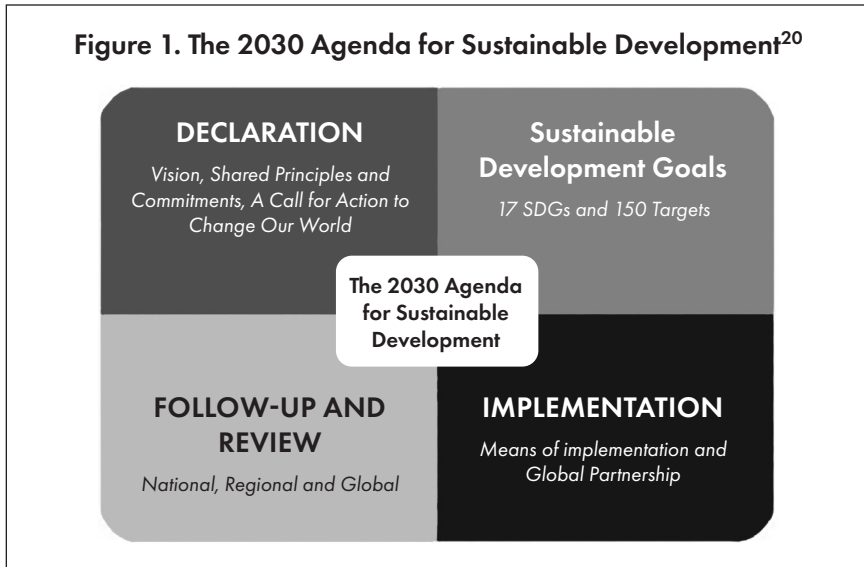 Figure 1. The 2030 Agenda for Sustainable Development20
DECLARATION
Vision, Shared Principles and
Commitments, A Call for Action to
Change Our World
Sustainable
Development Goals
17 SDGs and 150 Targets
The 2030 Agenda
for Sustainable
Development
FOLLOW-UP AND
REVIEW
National, Regional and Global
IMPLEMENTATION
Means of implementation and
Global Partnership